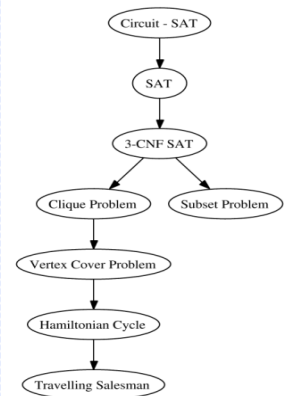 Circuit - SAT
SAT
3-CNF SAT
Clique Problem
Subset Problem
Vertex Cover Problem
Hamiltonian Cycle
Travelling Salesman